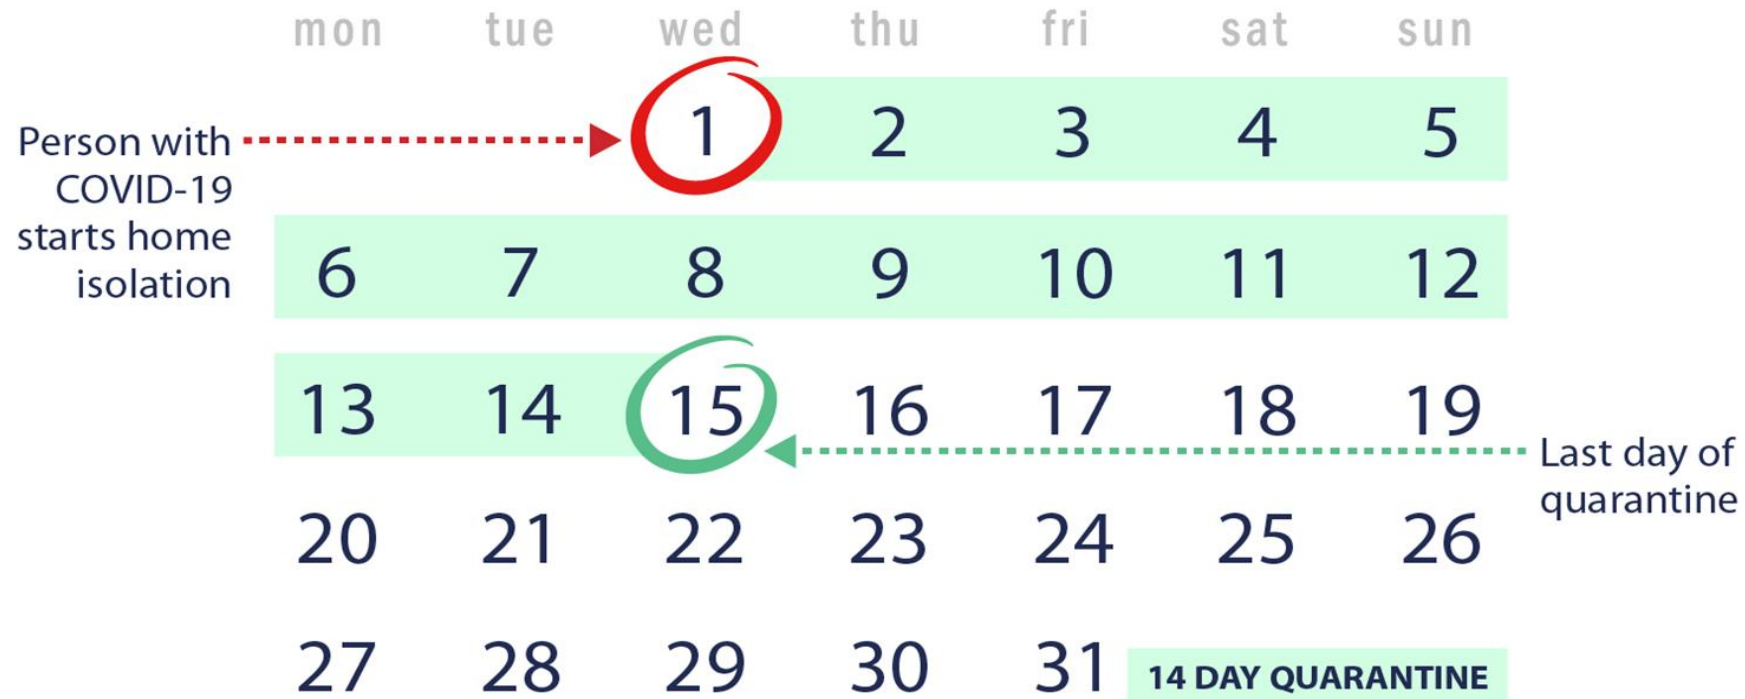 mon tue wed thu fri sat sun
Person with
COVID-19
starts home
isolation
1 2 3 4 5
6 7 8 9 10 11 12
13 14 15 16 17 18 19
Last day of
quarantine
20 21 22 23 24 25 26
27 28 29 30 31 14 DAY QUARANTINE